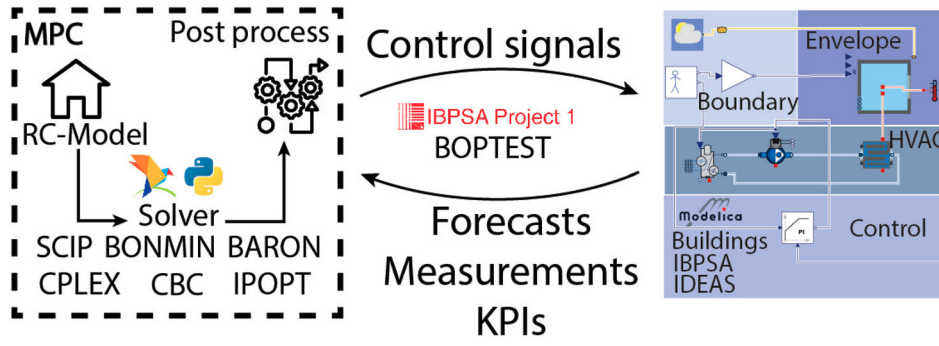 MPC
Post process
RC-Model
Solver
SCIP BONMIN BARON
CPLEX CBC IPOPT
Control signals
IBPSA Project 1
BOPTEST
Forecasts
Measurements
KPIs
Envelope
Boundary
HVAC
Modelica
PI
Control
Buildings
IBPSA
IDEAS